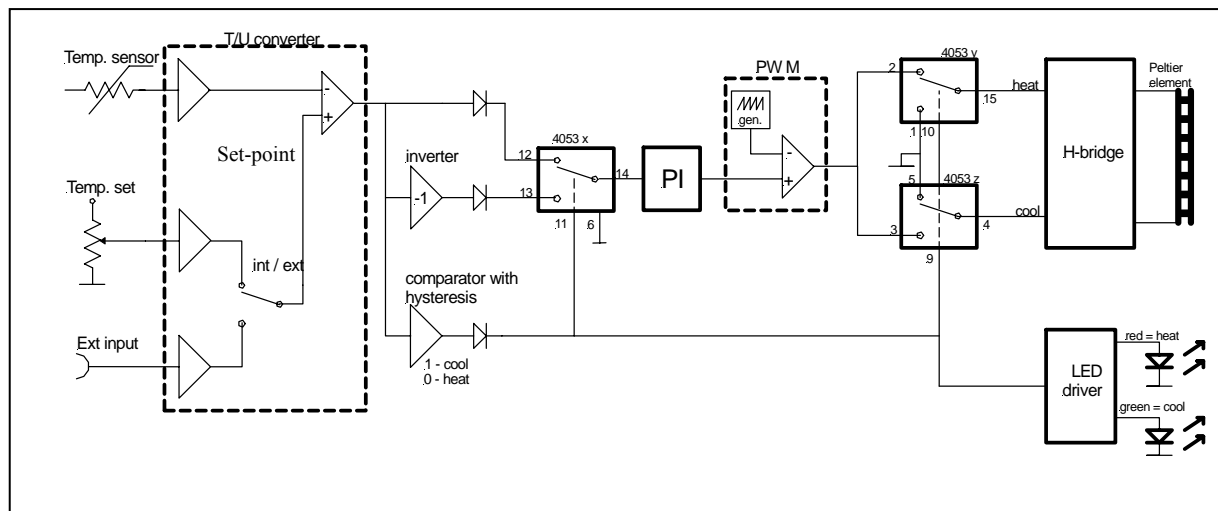 T/U converter
Temp. sensor
Set-point
Temp. set
int / ext
Ext input
-
+
inverter
-1
comparator with
hysteresis
1 - cool
0 - heat
4053 x
12
13
14
11
6
PI
PW M
gen.
-
+
4053 y
2
15
1
10
heat
4053 z
5
3
4
9
cool
H-bridge
Peltier
element
LED
driver
red = heat
green = cool